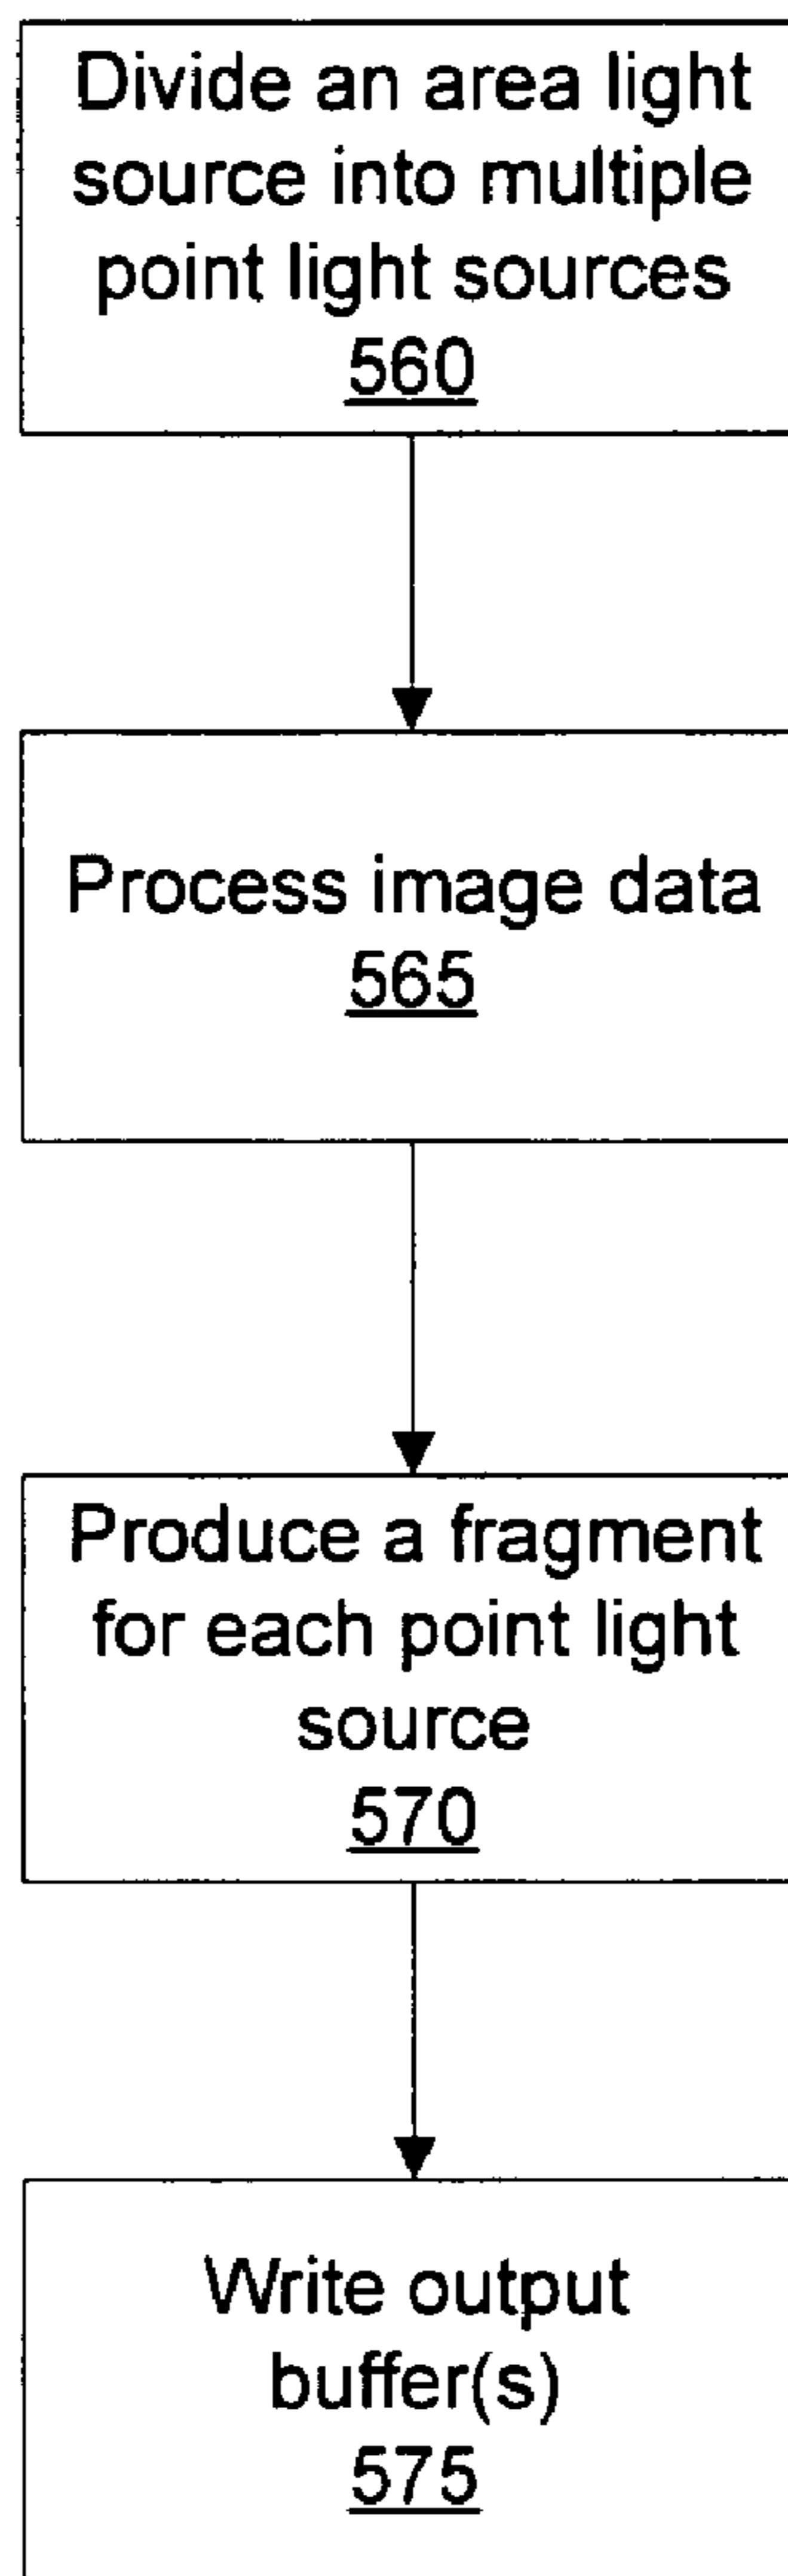 Divide an area light
source into multiple
point light sources
560
Process image data
565
Produce a fragment
for each point light
source
570
Write output
buffer(s)
575